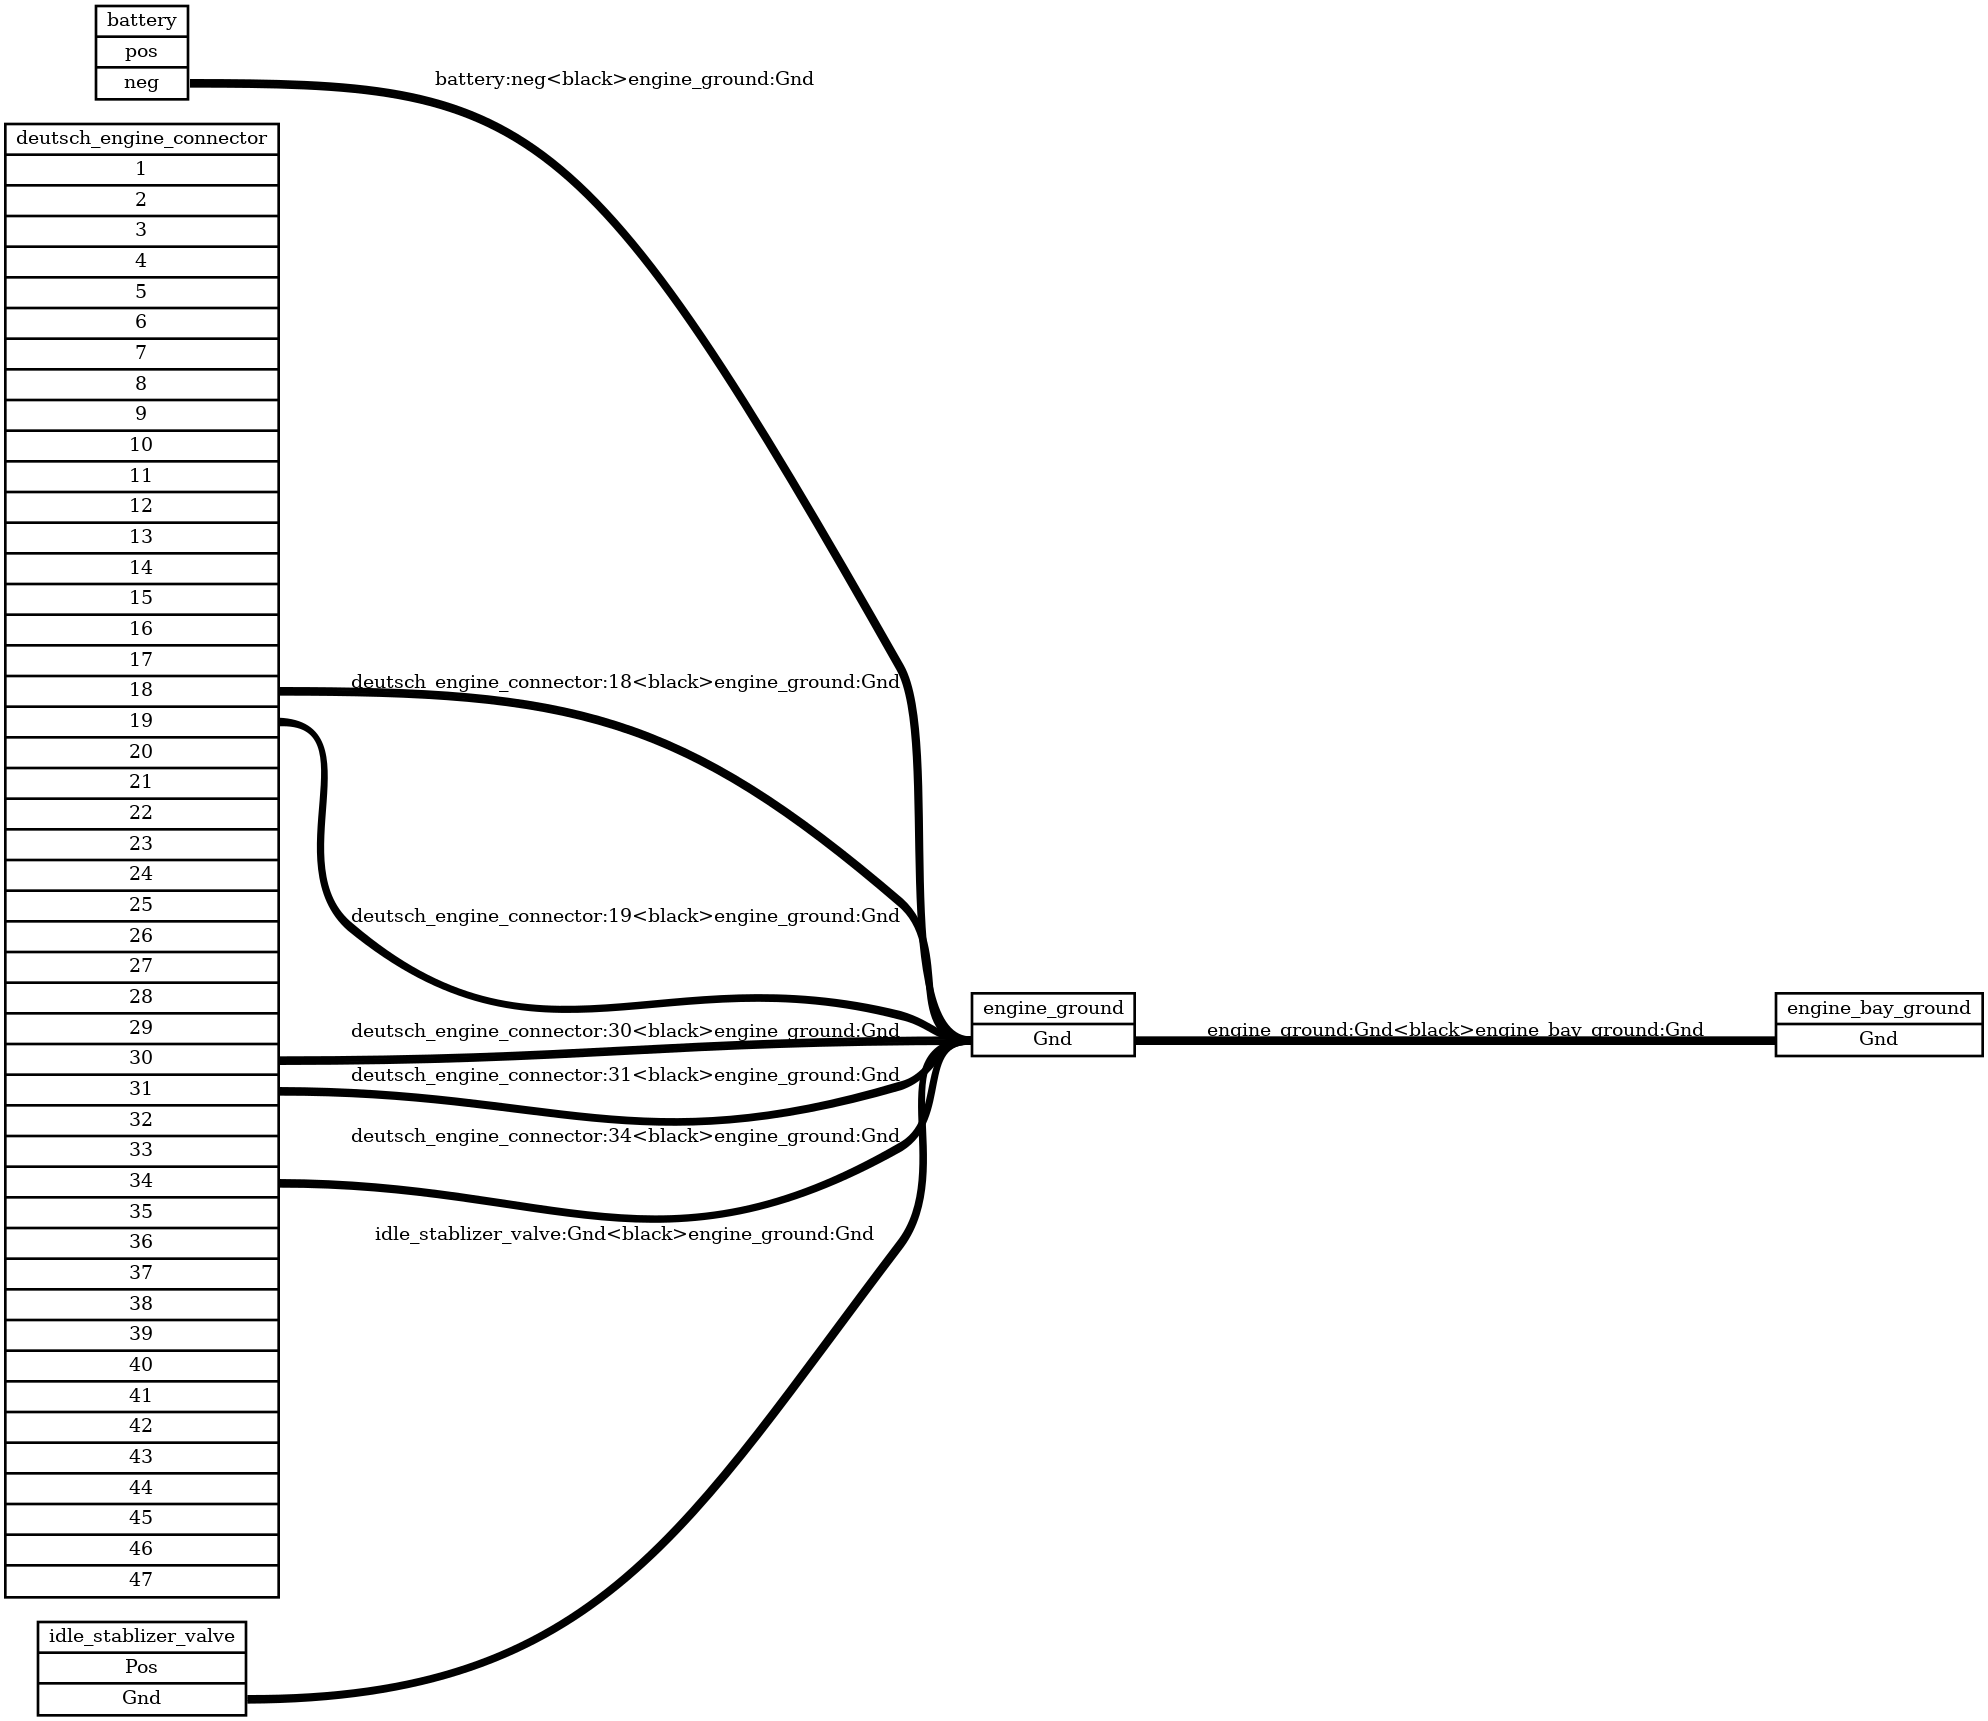 battery
pos
neg
battery:neg<black>engine_ground:Gnd
deutsch_engine_connector
1
2
3
4
5
6
7
8
9
10
11
12
13
14
15
16
17
18
deutsch_engine_connector:18<black>engine_ground:Gnd
19
20
21
22
23
24
25
deutsch_engine_connector:19<black>engine_ground:Gnd
26
27
28
29
deutsch_engine_connector:30<black>engine_ground:Gnd
30
deutsch_engine_connector:31<black>engine_ground:Gnd
31
32
deutsch_engine_connector:34<black>engine_ground:Gnd
33
34
35
idle_stablizer_valve:Gnd<black>engine_ground:Gnd
36
37
38
39
40
41
42
43
44
45
46
47
idle_stablizer_valve
Pos
Gnd
engine_ground
Gnd
engine_ground:Gnd<black>engine_bay_ground:Gnd
engine_bay_ground
Gnd